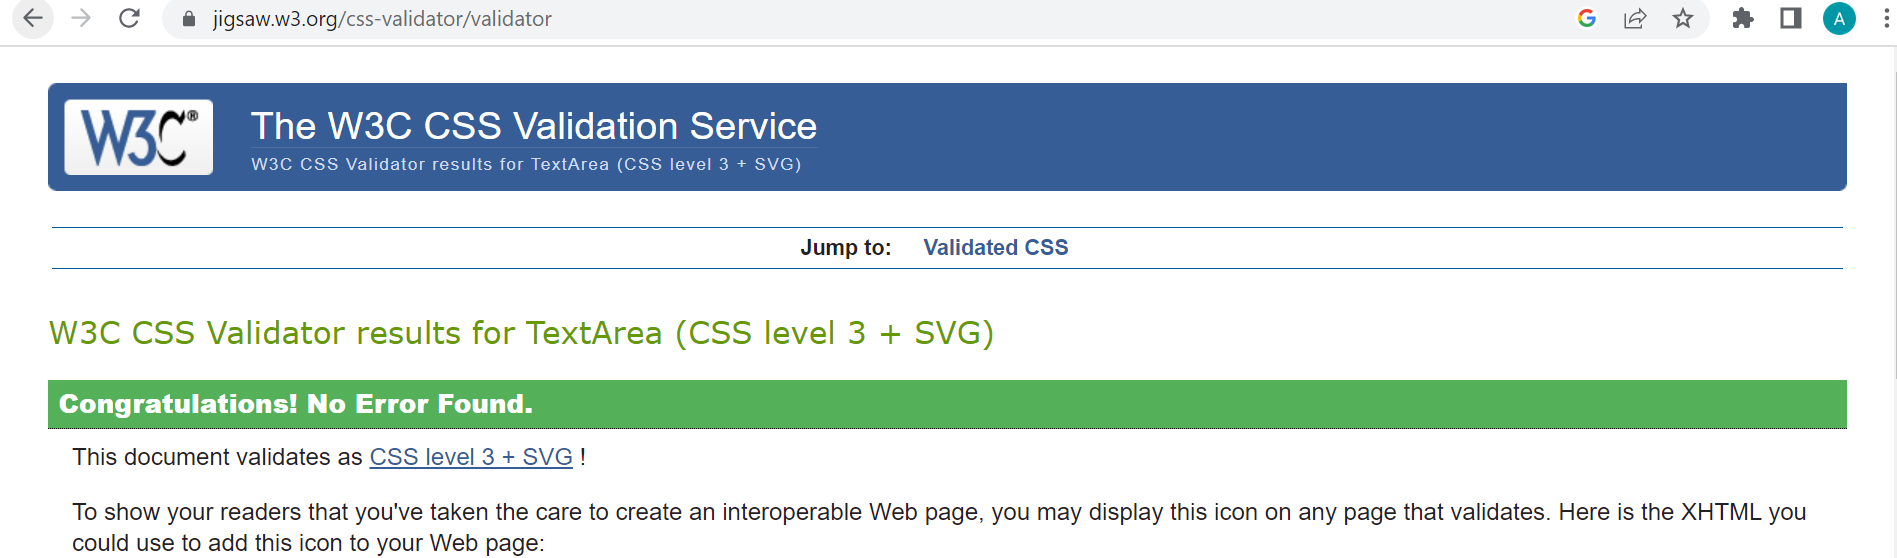 jigsaw.w3.org/css-validator/validator
A
W3C®
The W3C CSS Validation Service
W3C CSS Validator results for TextArea (CSS level 3 + SVG)
Jump to: Validated CSS
W3C CSS Validator results for TextArea (CSS level 3 + SVG)
Congratulations! No Error Found.
This document validates as CSS level 3 + SVG !
To show your readers that you've taken the care to create an interoperable Web page, you may display this icon on any page that validates. Here is the XHTML you
could use to add this icon to your Web page: